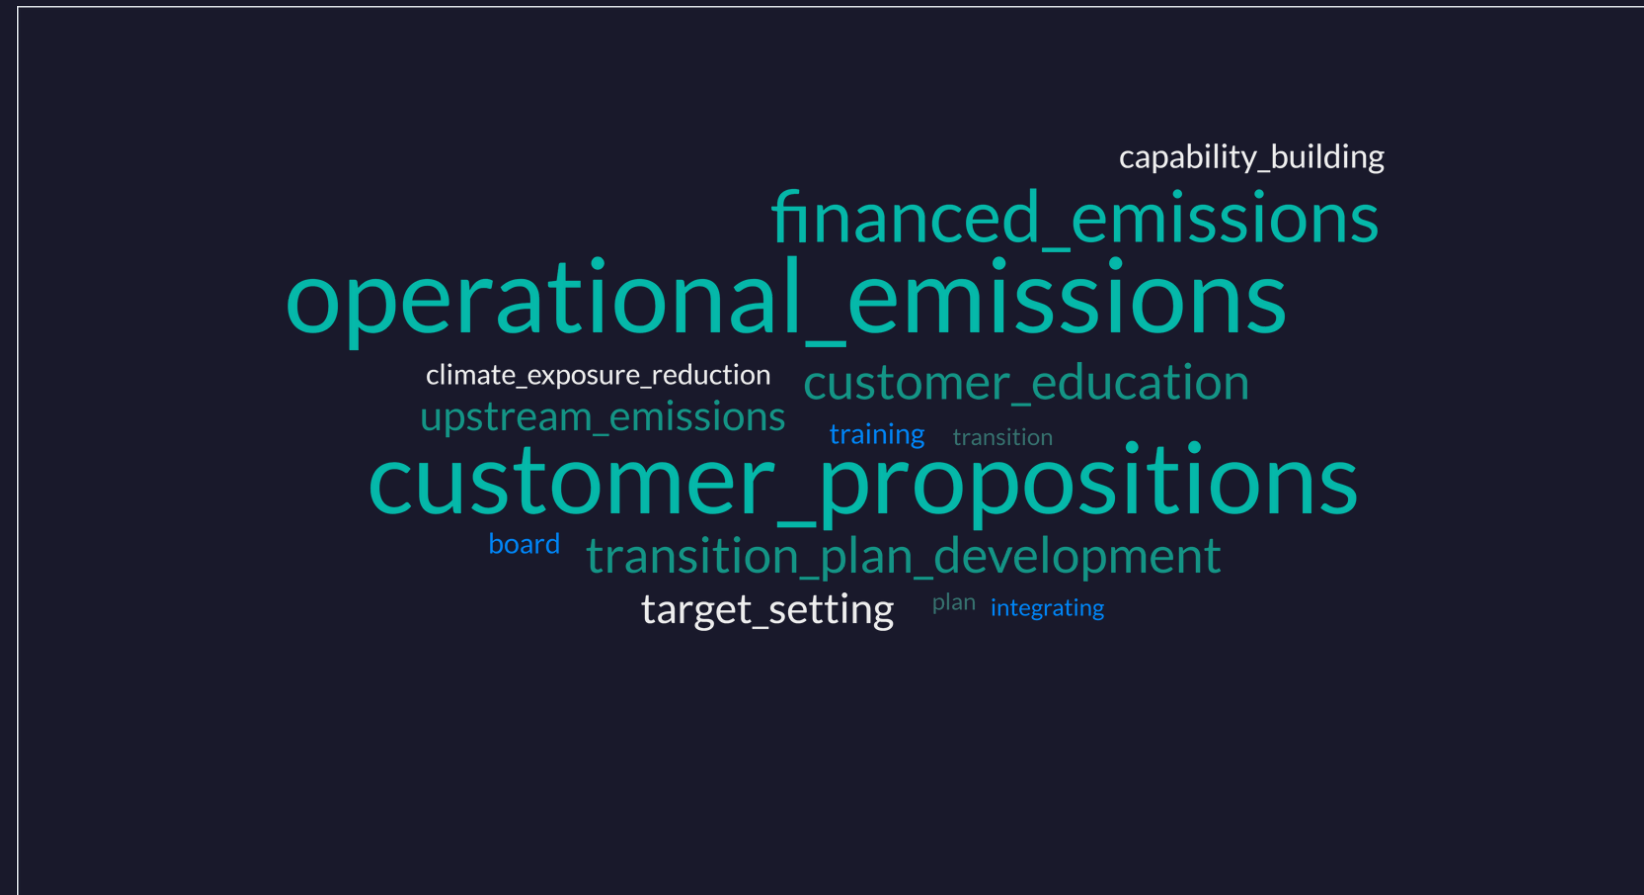 capability_building
financed_emissions
operational_emissions
climate_exposure_reduction
customer_education
upstream_emissions
training
transition
customer_propositions
board
transition_plan_development
target_setting
plan
integrating